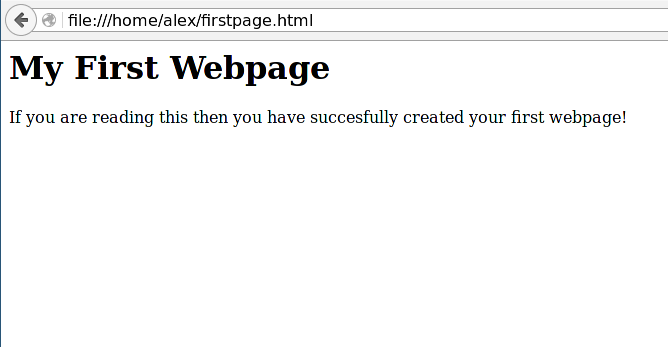 file:///home/alex/firstpage.html
My First Webpage
If you are reading this then you have succesfully created your first webpage!